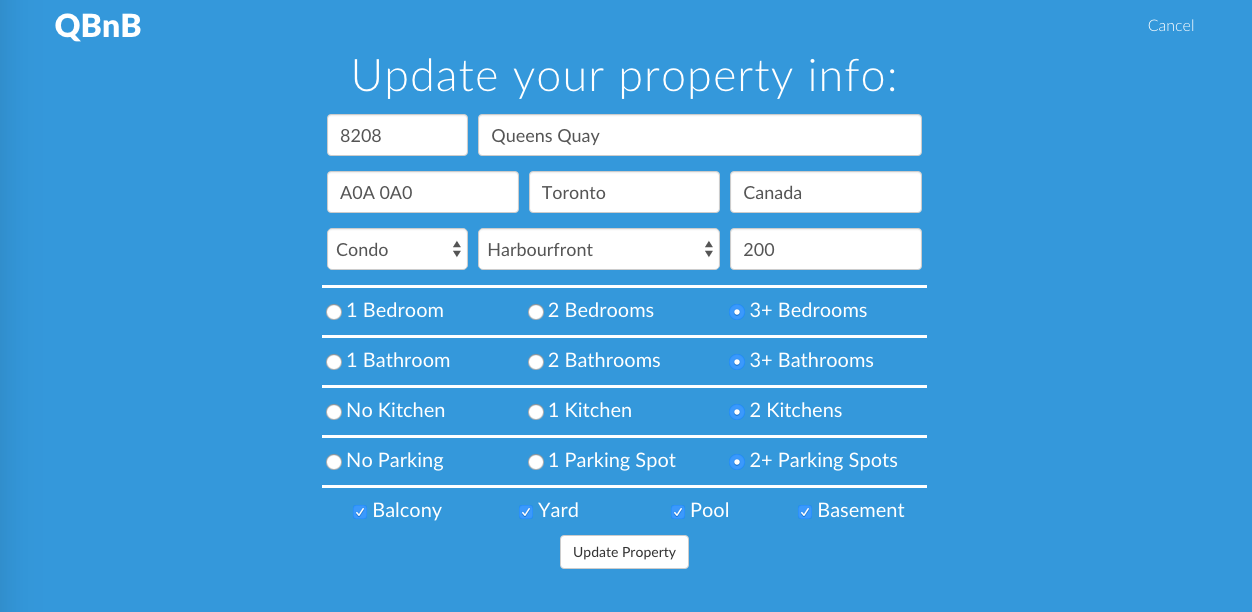 QBnB Cancel
Update your property info:
8208 Queens Quay
A0A 0A0 Toronto Canada
Condo Harbourfront 200
1 Bedroom 2 Bedrooms 3+ Bedrooms
1 Bathroom 2 Bathrooms 3+ Bathrooms
No Kitchen 1 Kitchen 2 Kitchens
No Parking 1 Parking Spot 2+ Parking Spots
Balcony Yard Pool Basement
Update Property